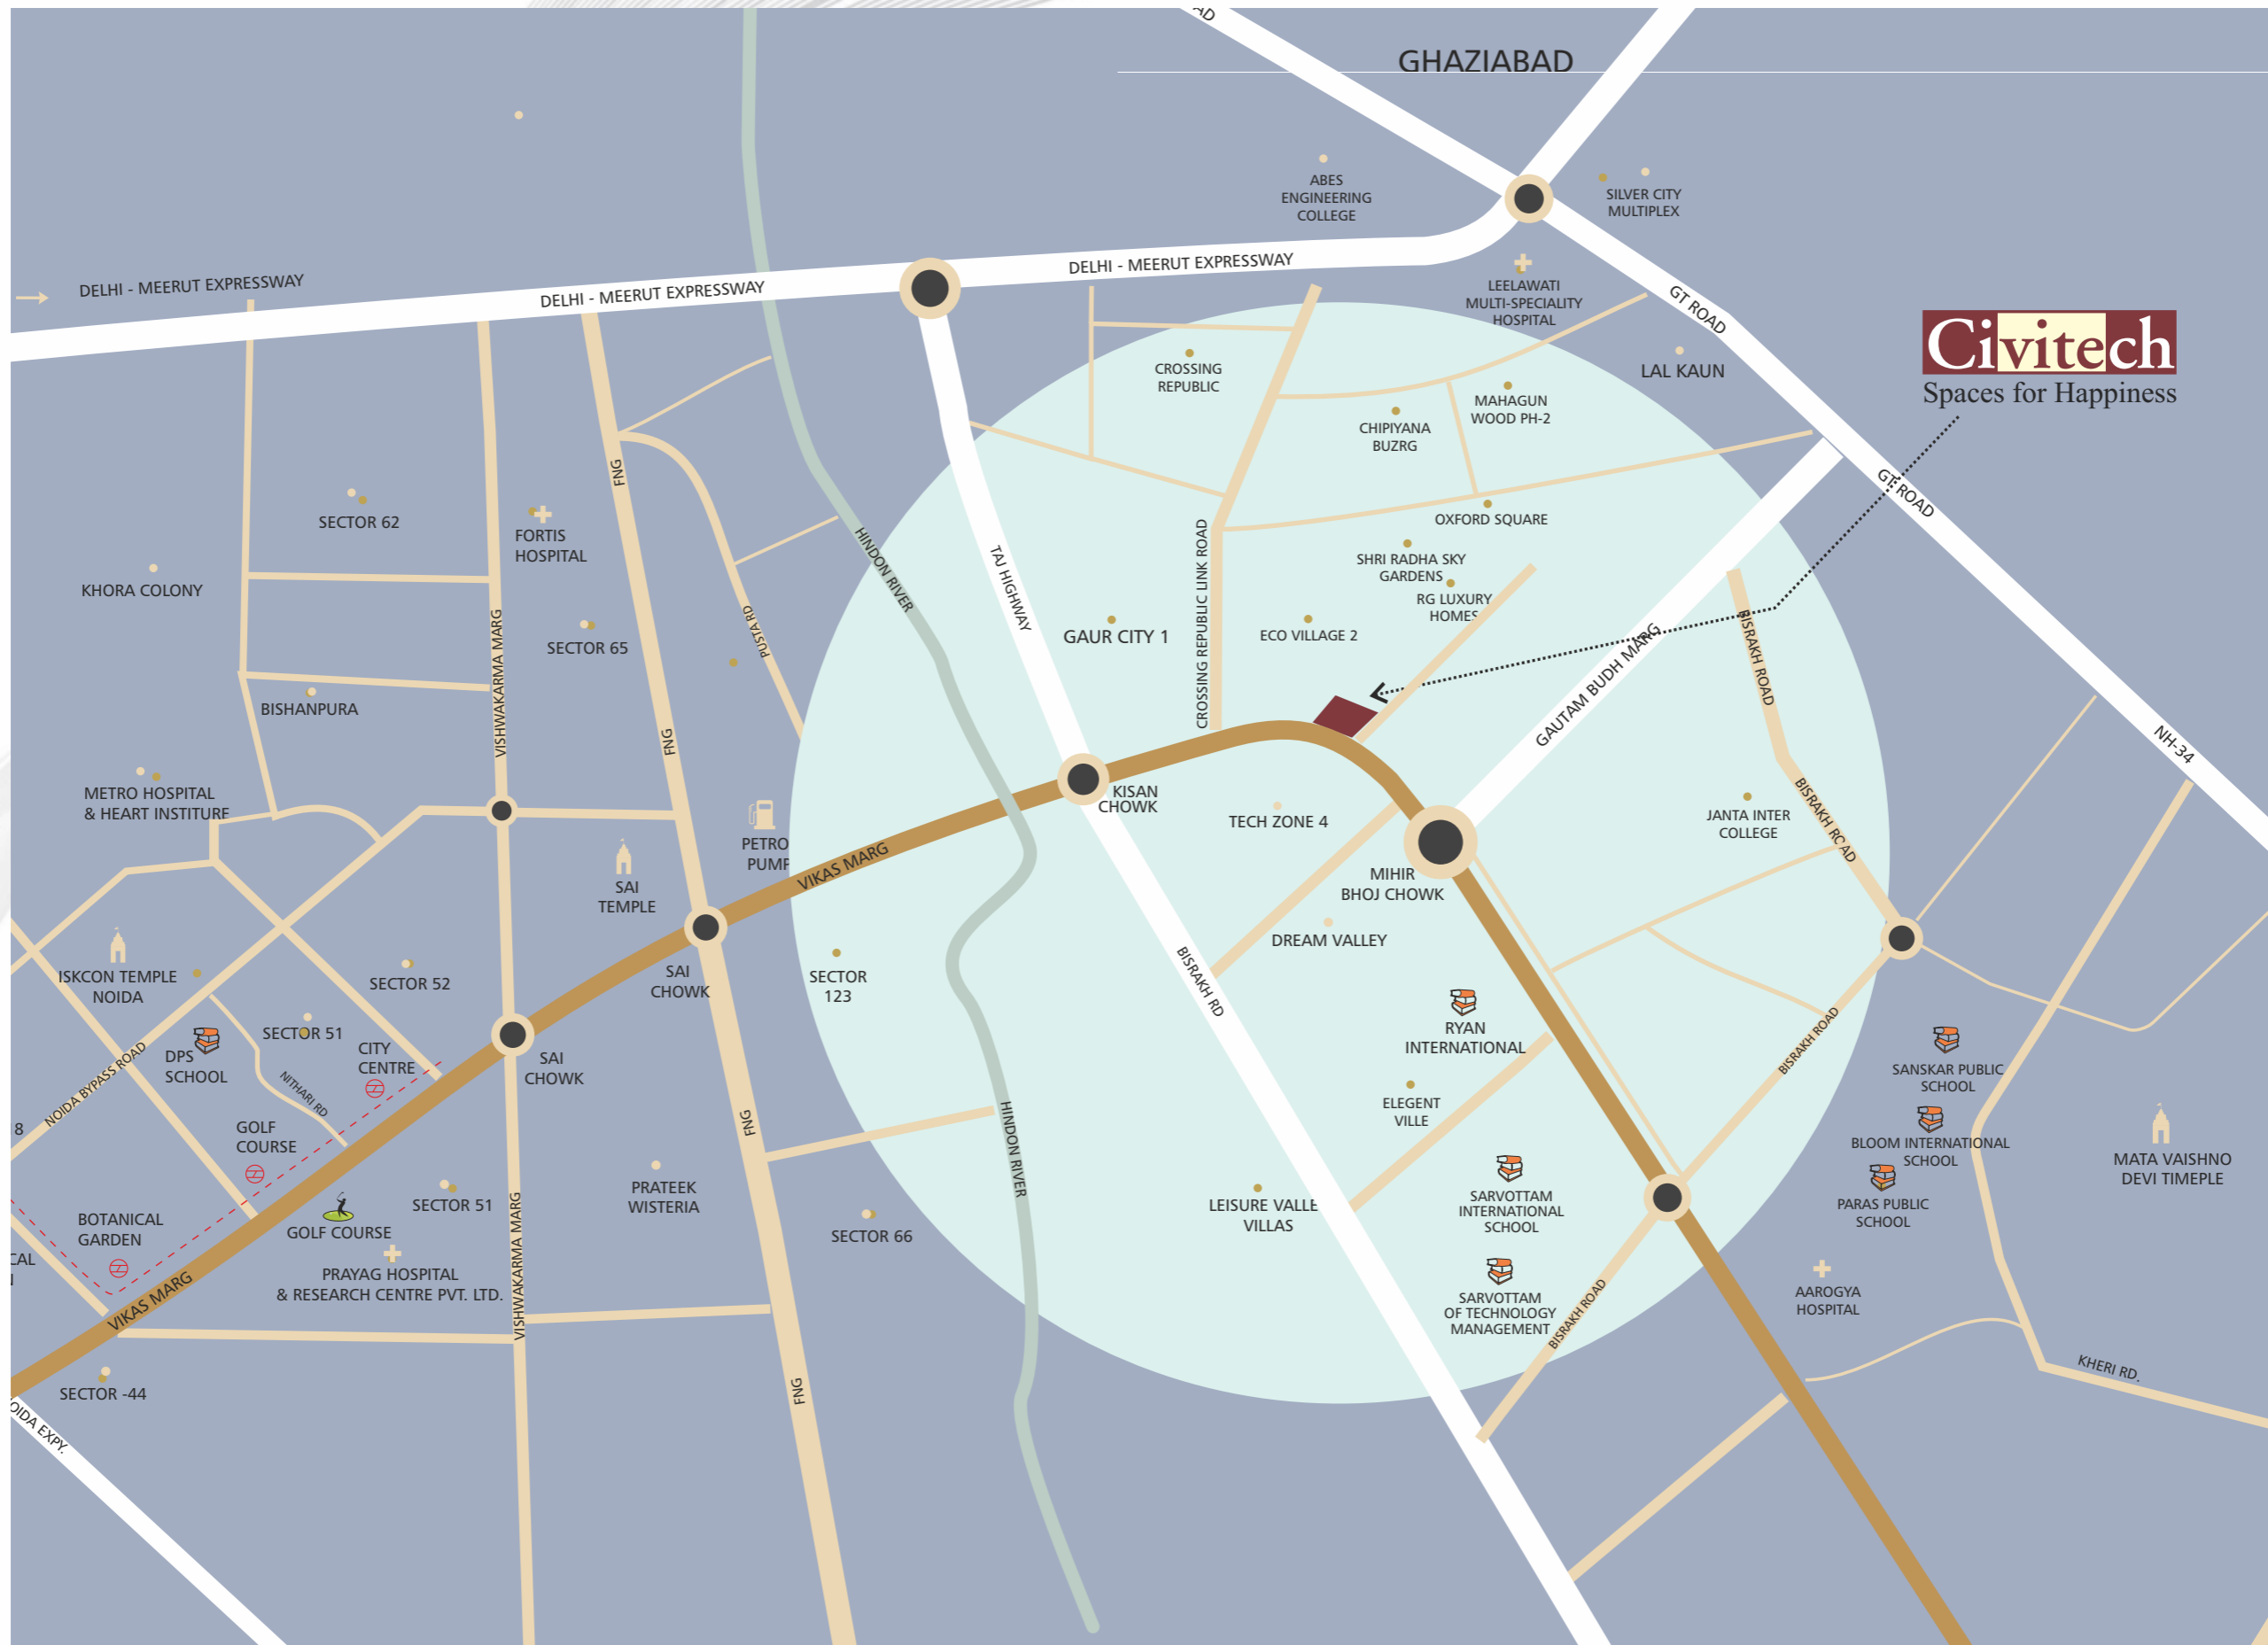 AD
GHAZIABAD
ABES
ENGINEERING
COLLEGE
SILVER CITY
MULTIPLEX
DELHI - MEERUT EXPRESSWAY
DELHI - MEERUT EXPRESSWAY
DELHI - MEERUT EXPRESSWAY
LEELAWATI
MULTI-SPECIALITY
HOSPITAL
GT ROAD
Civitech
Spaces for Happiness
CROSSING
REPUBLIC
LAL KAUN
MAHAGUN
WOOD PH-2
CHIPIYANA
BUZRG
FNG
GT ROAD
SECTOR 62
FORTIS
HOSPITAL
OXFORD SQUARE
HINDON RIVER
TAJ HIGHWAY
CROSSING REPUBLIC LINK ROAD
SHRI RADHA SKY
GARDENS
KHORA COLONY
RG LUXURY
HOMES
VISHWAKARMA MARG
SECTOR 65
PUSTA RD
GAUR CITY 1
ECO VILLAGE 2
GAUTAM BUDH MARG
BISRAKH ROAD
BISHANPURA
FNG
NH-34
METRO HOSPITAL
& HEART INSTITURE
KISAN
CHOWK
TECH ZONE 4
JANTA INTER
COLLEGE
BISRAKH ROAD
PETRO
PUMP
VIKAS MARG
SAI
TEMPLE
MIHIR
BHOJ CHOWK
DREAM VALLEY
ISKCON TEMPLE
NOIDA
SECTOR 52
SAI
CHOWK
SECTOR
123
BISRAKH RD
RYAN
INTERNATIONAL
SECTOR 51
DPS
SCHOOL
CITY
CENTRE
SAI
CHOWK
NITHARI RD
NOIDA BYPASS ROAD
BISRAKH ROAD
SANSKAR PUBLIC
SCHOOL
8
GOLF
COURSE
FNG
HINDON RIVER
ELEGENT
VILLE
BLOOM INTERNATIONAL
SCHOOL
MATA VAISHNO
DEVI TIMEPLE
PRATEEK
WISTERIA
SECTOR 51
LEISURE VALLE
VILLAS
SARVOTTAM
INTERNATIONAL
SCHOOL
PARAS PUBLIC
SCHOOL
BOTANICAL
GARDEN
GOLF COURSE
SECTOR 66
VISHWAKARMA MARG
CAL
PRAYAG HOSPITAL
& RESEARCH CENTRE PVT. LTD.
VIKAS MARG
SARVOTTAM
OF TECHNOLOGY
MANAGEMENT
BISRAKH ROAD
AAROGYA
HOSPITAL
SECTOR -44
FNG
KHERI RD.
OIDA EXPY.